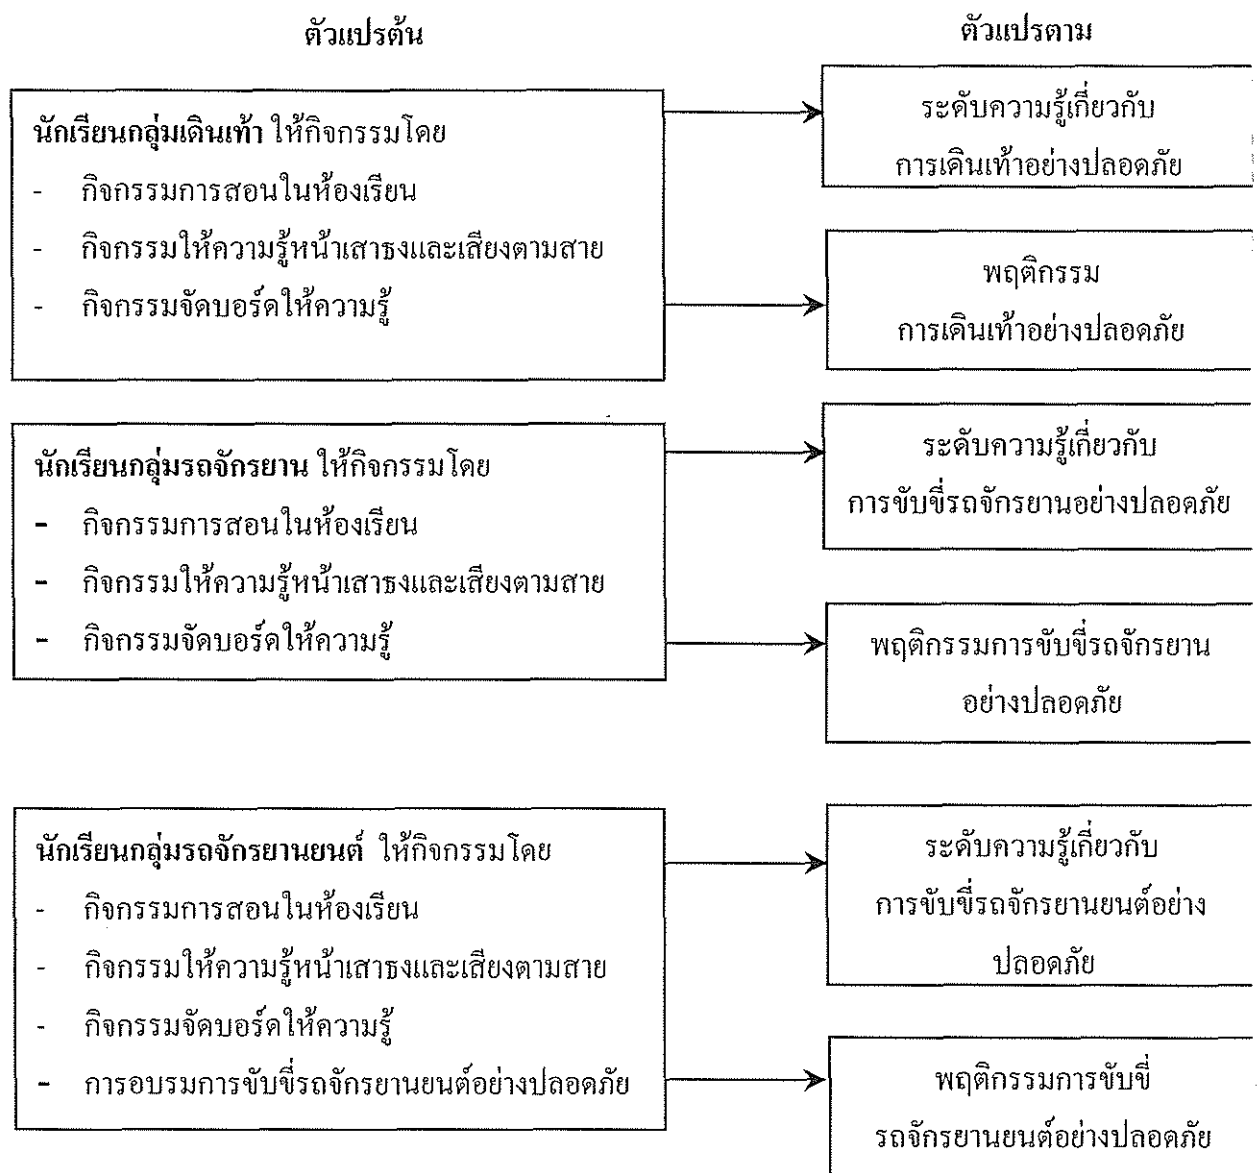 ตัวแปรต้น
ตัวแปรตาม
นักเรียนกลุ่มเดินเท้า ให้กิจกรรมโดย
- กิจกรรมการสอนในห้องเรียน
- กิจกรรมให้ความรู้หน้าเสาธงและเสียงตามสาย
- กิจกรรมจัดบอร์ดให้ความรู้
ระดับความรู้เกี่ยวกับ
การเดินเท้าอย่างปลอดภัย
พฤติกรรม
การเดินเท้าอย่างปลอดภัย
นักเรียนกลุ่มรถจักรยาน ให้กิจกรรมโดย
- กิจกรรมการสอนในห้องเรียน
- กิจกรรมให้ความรู้หน้าเสาธงและเสียงตามสาย
- กิจกรรมจัดบอร์ดให้ความรู้
ระดับความรู้เกี่ยวกับ
การขับขี่รถจักรยานอย่างปลอดภัย
พฤติกรรมการขับขี่รถจักรยาน
อย่างปลอดภัย
นักเรียนกลุ่มรถจักรยานยนต์ ให้กิจกรรมโดย
- กิจกรรมการสอนในห้องเรียน
- กิจกรรมให้ความรู้หน้าเสาธงและเสียงตามสาย
- กิจกรรมจัดบอร์ดให้ความรู้
- การอบรมการขับขี่รถจักรยานยนต์อย่างปลอดภัย
ระดับความรู้เกี่ยวกับ
การขับขี่รถจักรยานยนต์อย่าง
ปลอดภัย
พฤติกรรมการขับขี่
รถจักรยานยนต์อย่างปลอดภัย